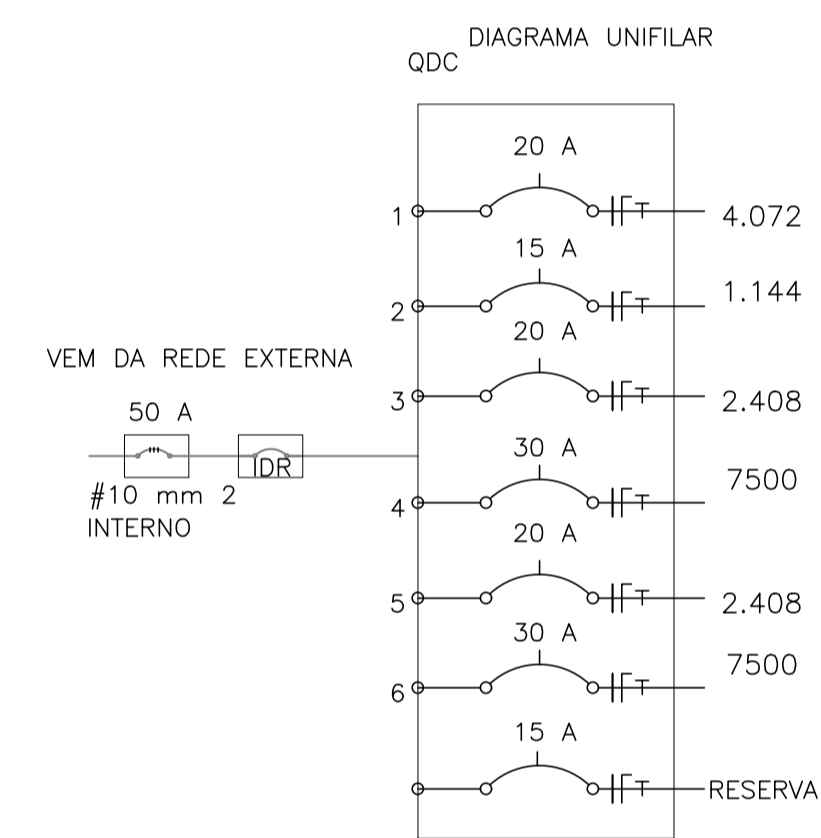 DIAGRAMA UNIFILAR
QDC
20 A
1
4.072
15 A
2
1.144
20 A
3
2.408
VEM DA REDE EXTERNA
50 A
IDR
#10 mm 2
INTERNO
30 A
4
7500
20 A
5
2.408
30 A
6
7500
15 A
RESERVA